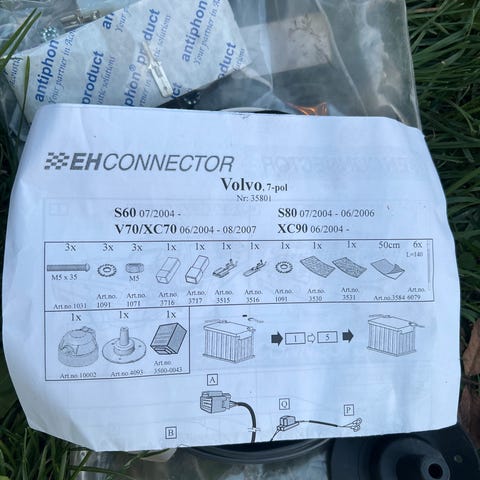 antiphon® product
Your partner in
antiphon® product
antiphon® product
EHCONNECTOR
Volvo, 7-pol
Nr: 35801
S60 07/2004 - S80 07/2004 - 06/2006
V70/XC70 06/2004 - 08/2007 XC90 06/2004 -
3x 3x 3x 1x 1x 1x 1x 1x 1x 1x 50cm 6x
L=140
M5 x 35 M5
Art.no.1031 Art.no. 1091 Art.no. 1071 Art.no. 3716 Art.no. 3717 Art.no. 3515 Art.no. 3516 Art.no. 1091 Art.no. 3530 Art.no. 3531 Art.no.3584 Art.no. 6079
1x 1x 1x
Art.no.10002 Art.no.4093 Art.no. 3500-0043
1 5
A
Q P
B